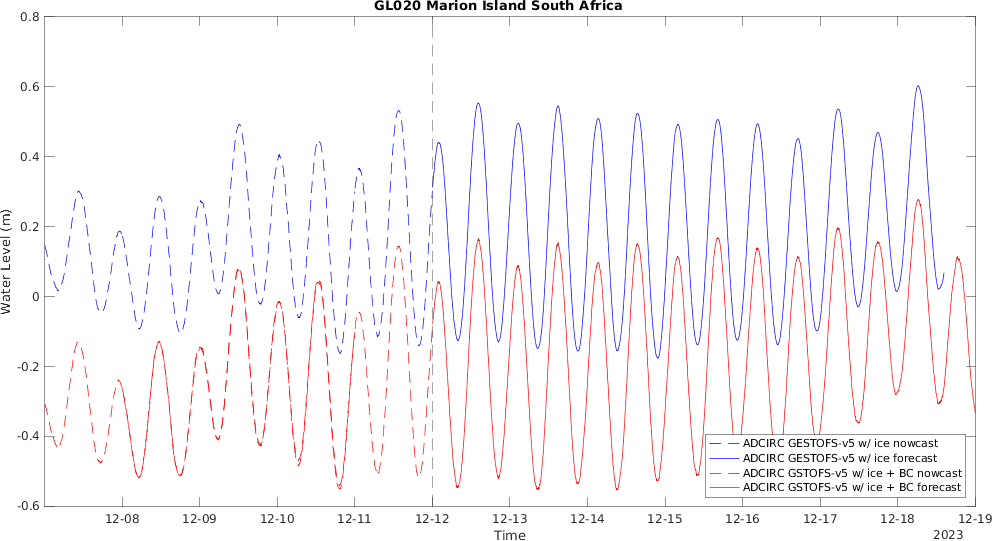 GL020 Marion Island South Africa
0.8
0.6
0.4
0.2
0
-0.2
-0.4
-0.6
Water Level (m)
ADCIRC GESTOFS-v5 w/ ice nowcast
ADCIRC GESTOFS-v5 w/ ice forecast
ADCIRC GSTOFS-v5 w/ ice + BC nowcast
ADCIRC GSTOFS-v5 w/ ice + BC forecast
12-08 12-09 12-10 12-11 12-12 12-13 12-14 12-15 12-16 12-17 12-18 12-19
Time
2023